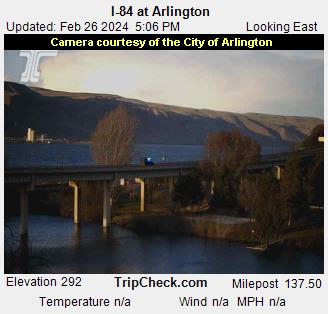 I-84 at Arlington
Updated: Feb 26 2024 5:06 PM Looking East
Camera courtesy of the City of Arlington
Elevation 292 TripCheck.com Milepost 137.50
Temperature n/a Wind n/a MPH n/a